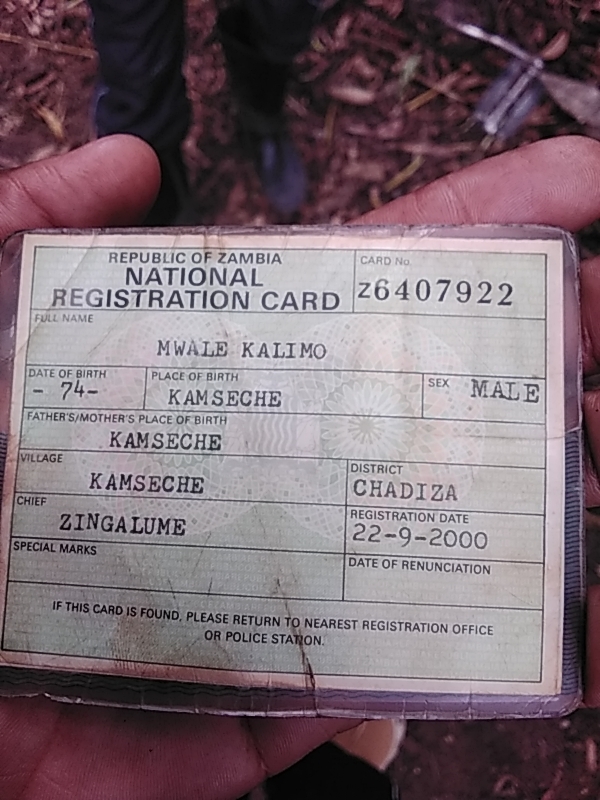 REPUBLIC OF ZAMBIA
NATIONAL
REGISTRATION CARD
CARD No.
Z6407922
FULL NAME
MWALE KALIMO
DATE OF BIRTH
- 74-
PLACE OF BIRTH
KAMSECHE
SEX MALE
FATHER'S/MOTHER'S PLACE OF BIRTH
KAMSECHE
VILLAGE
KAMSECHE
DISTRICT
CHADIZA
CHIEF
ZINGALUME
REGISTRATION DATE
22-9-2000
SPECIAL MARKS
DATE OF RENUNCIATION
IF THIS CARD IS FOUND, PLEASE RETURN TO NEAREST REGISTRATION OFFICE
OR POLICE STATION.